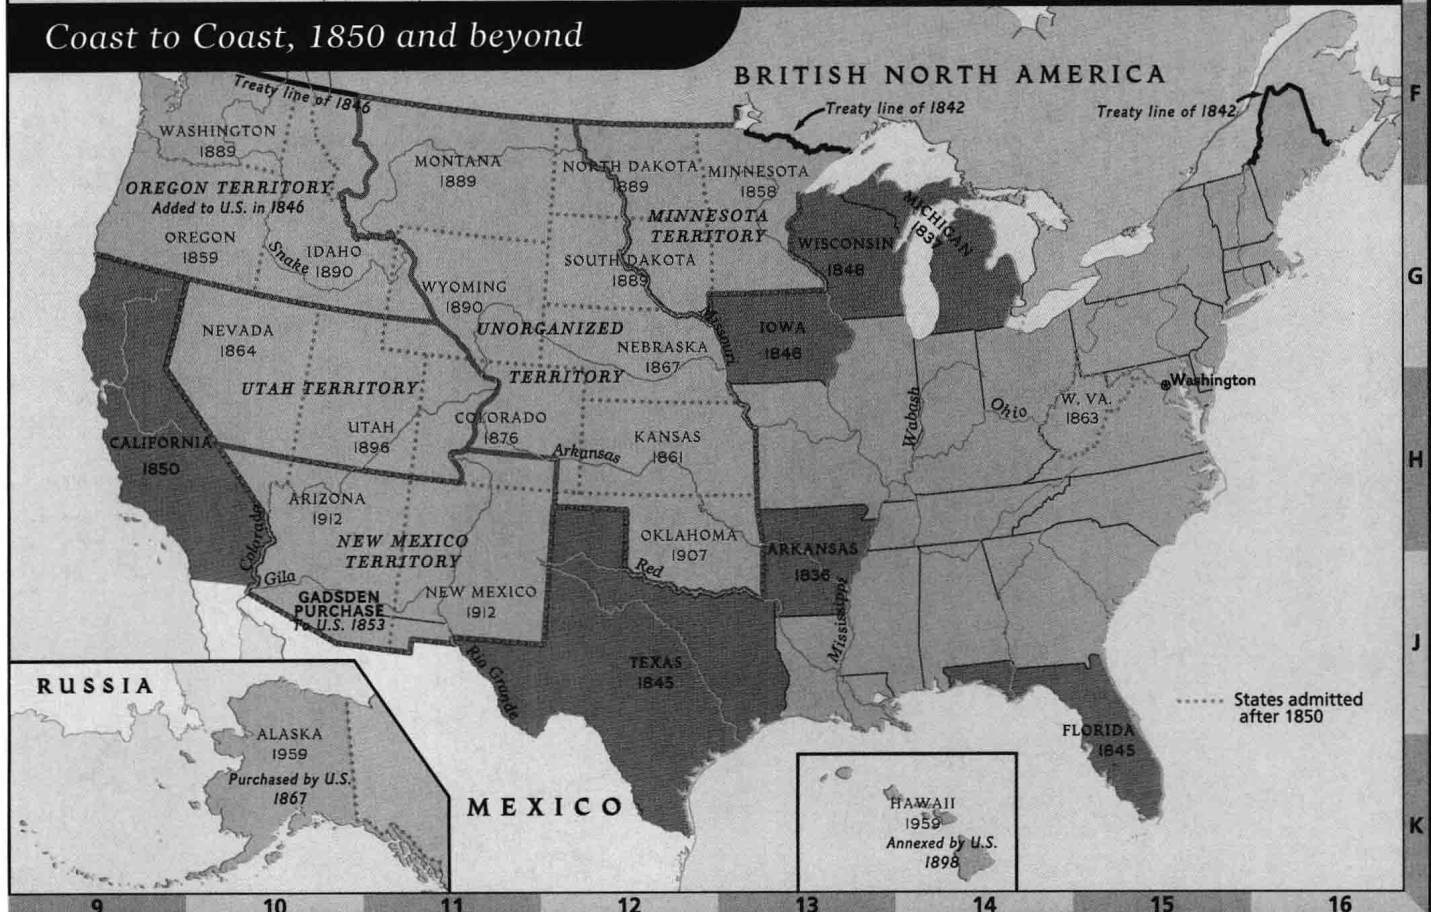 Coast to Coast, 1850 and beyond
BRITISH NORTH AMERICA
Treaty line of 1846
Treaty line of 1842
Treaty line of 1842
WASHINGTON
1889
OREGON TERRITORY
Added to U.S. in 1846
OREGON
1859
Snake
IDAHO
1890
MONTANA
1889
NORTH DAKOTA
1889
MINNESOTA
1858
MINNESOTA
TERRITORY
SOUTH DAKOTA
1889
WISCONSIN
1848
MICHIGAN
1837
WYOMING
1890
UNORGANIZED
TERRITORY
NEBRASKA
1867
Missouri
IOWA
1846
NEVADA
1864
UTAH TERRITORY
UTAH
1896
COLORADO
1876
KANSAS
1861
Arkansas
Wabash
Ohio
W. VA.
1863
Washington
CALIFORNIA
1850
ARIZONA
1912
Colorado
NEW MEXICO
TERRITORY
Gila
GADSDEN
PURCHASE
To U.S. 1853
NEW MEXICO
1912
OKLAHOMA
1907
Red
ARKANSAS
1836
Mississippi
TEXAS
1845
Rio Grande
FLORIDA
1845
States admitted
after 1850
RUSSIA
ALASKA
1959
Purchased by U.S.
1867
MEXICO
HAWAII
1959
Annexed by U.S.
1898
F
G
H
J
K
9
10
11
12
13
14
15
16